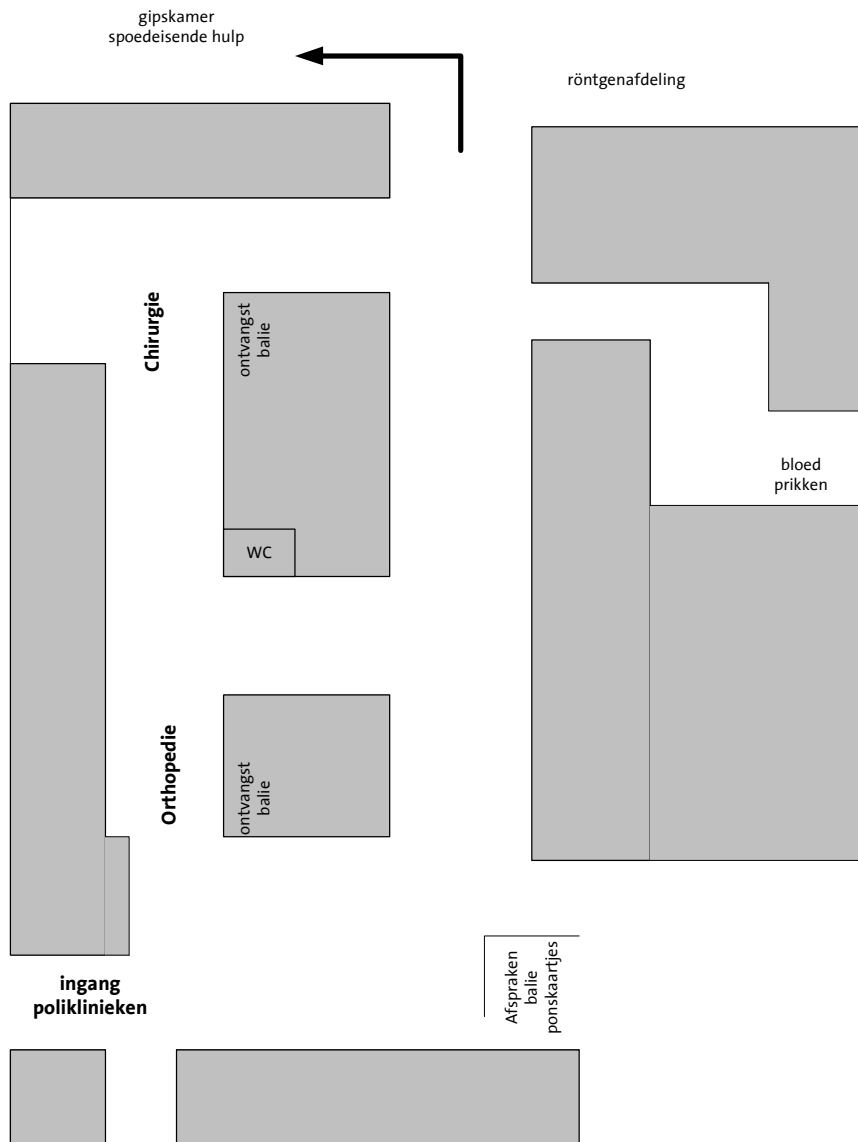 gipskamer
spoedeisende hulp
röntgenafdeling
Chirurgie
ontvangst
balie
bloed
prikken
WC
Orthopedie
ontvangst
balie
Afspraken
balie
ponskaartjes
ingang
poliklinieken